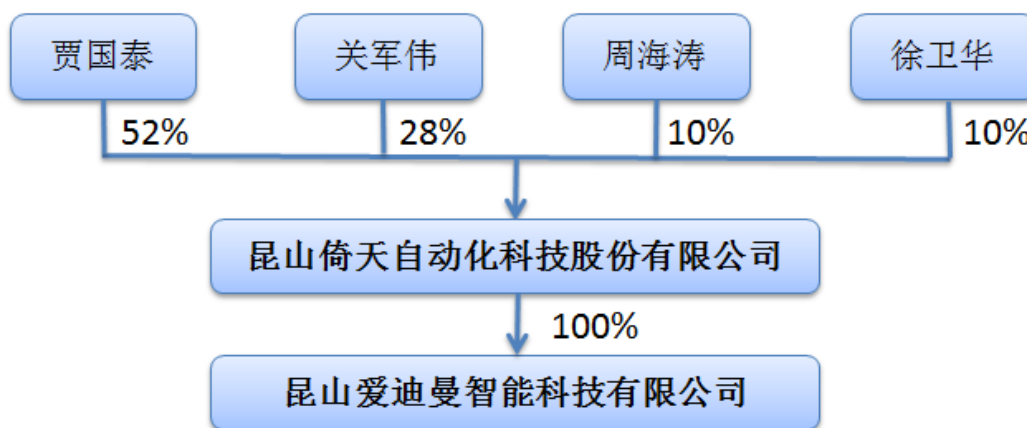 贾国泰
关军伟
周海涛
徐卫华
52%
28%
10%
10%
昆山倚天自动化科技股份有限公司
100%
昆山爱迪曼智能科技有限公司